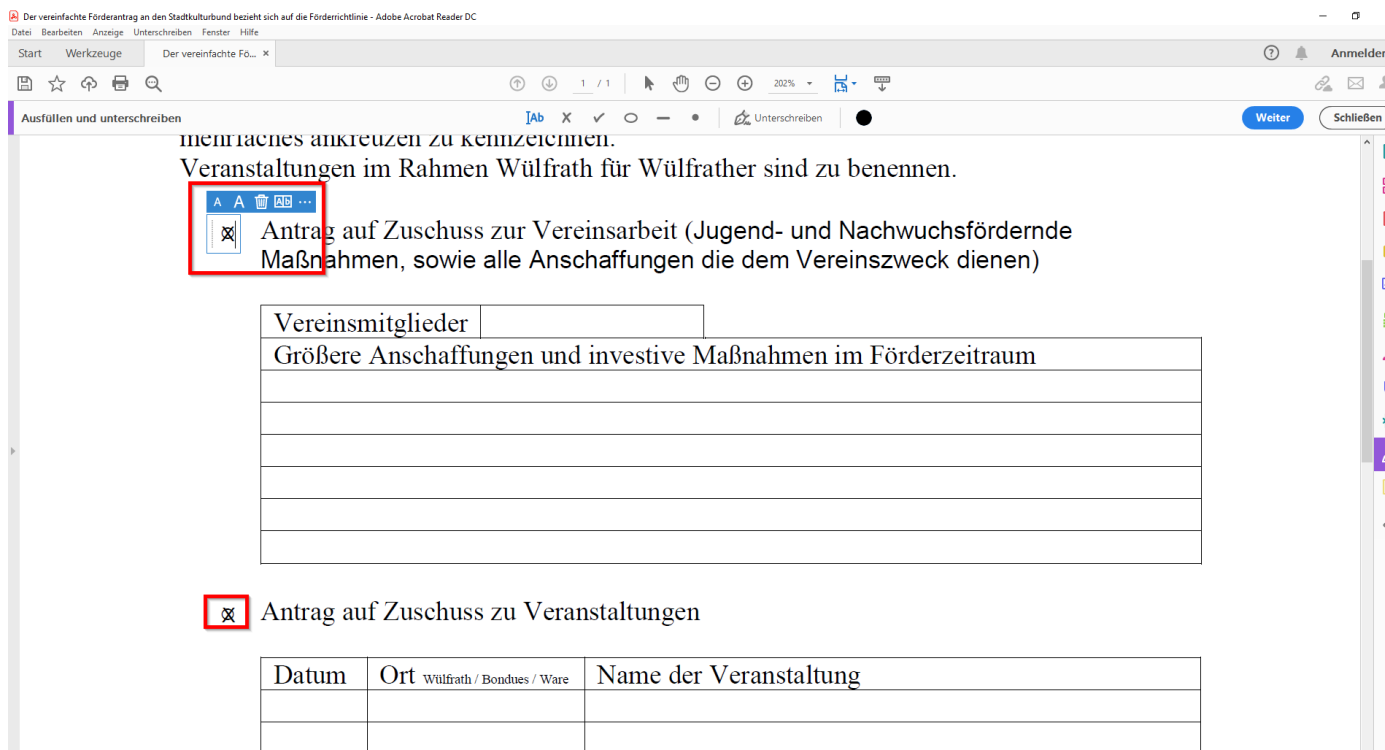 Der vereinfachte Förderantrag an den Stadtkulturbund bezieht sich auf die Förderrichtlinie - Adobe Acrobat Reader DC
Datei Bearbeiten Anzeige Unterschreiben Fenster Hilfe
Start Werkzeuge Der vereinfachte Fö... × Anmelden
1 / 1 202%
Ausfüllen und unterschreiben Ab Unterschreiben Weiter Schließen
mehrfaches ankreuzen zu kennzeichnen.
Veranstaltungen im Rahmen Wülfrath für Wülfrather sind zu benennen.
A A Ab ...
X Antrag auf Zuschuss zur Vereinsarbeit (Jugend- und Nachwuchsfördernde
Maßnahmen, sowie alle Anschaffungen die dem Vereinszweck dienen)
Vereinsmitglieder
Größere Anschaffungen und investive Maßnahmen im Förderzeitraum
X Antrag auf Zuschuss zu Veranstaltungen
Datum Ort Wülfrath / Bondues / Ware Name der Veranstaltung